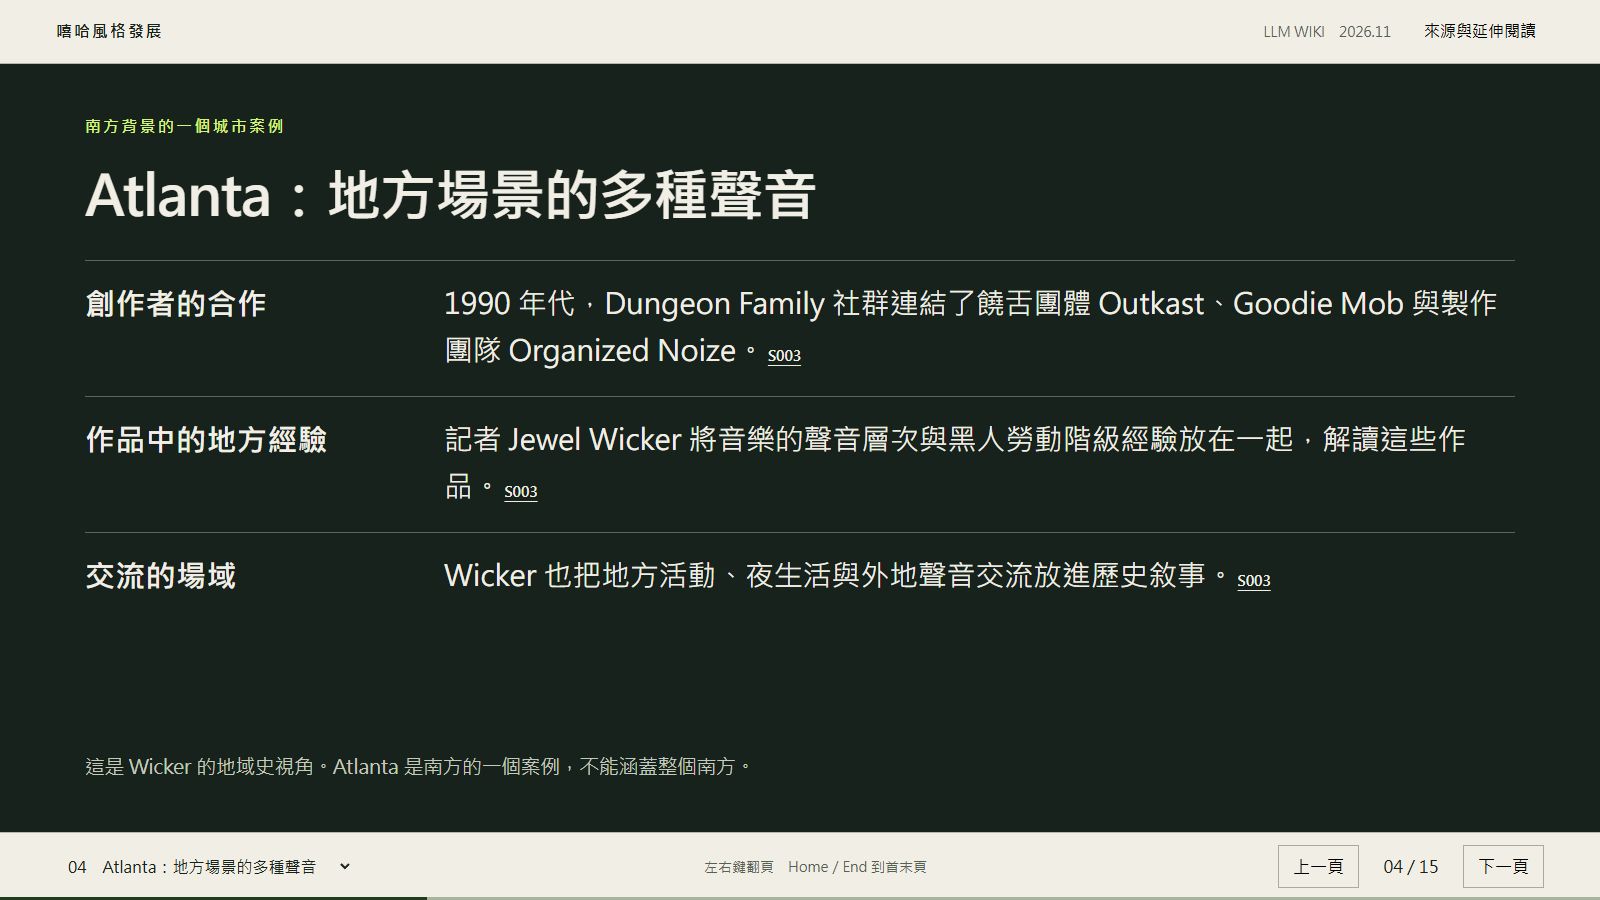 嘻哈風格發展
LLM WIKI 2026.11 來源與延伸閱讀
南方背景的一個城市案例
Atlanta：地方場景的多種聲音
創作者的合作
1990 年代，Dungeon Family 社群連結了饒舌團體 Outkast、Goodie Mob 與製作
團隊 Organized Noize。 S003
作品中的地方經驗
記者 Jewel Wicker 將音樂的聲音層次與黑人勞動階級經驗放在一起，解讀這些作
品。 S003
交流的場域
Wicker 也把地方活動、夜生活與外地聲音交流放進歷史敘事。 S003
這是 Wicker 的地域史視角。Atlanta 是南方的一個案例，不能涵蓋整個南方。
04 Atlanta：地方場景的多種聲音
左右鍵翻頁 Home / End 到首末頁
上一頁 04 / 15 下一頁